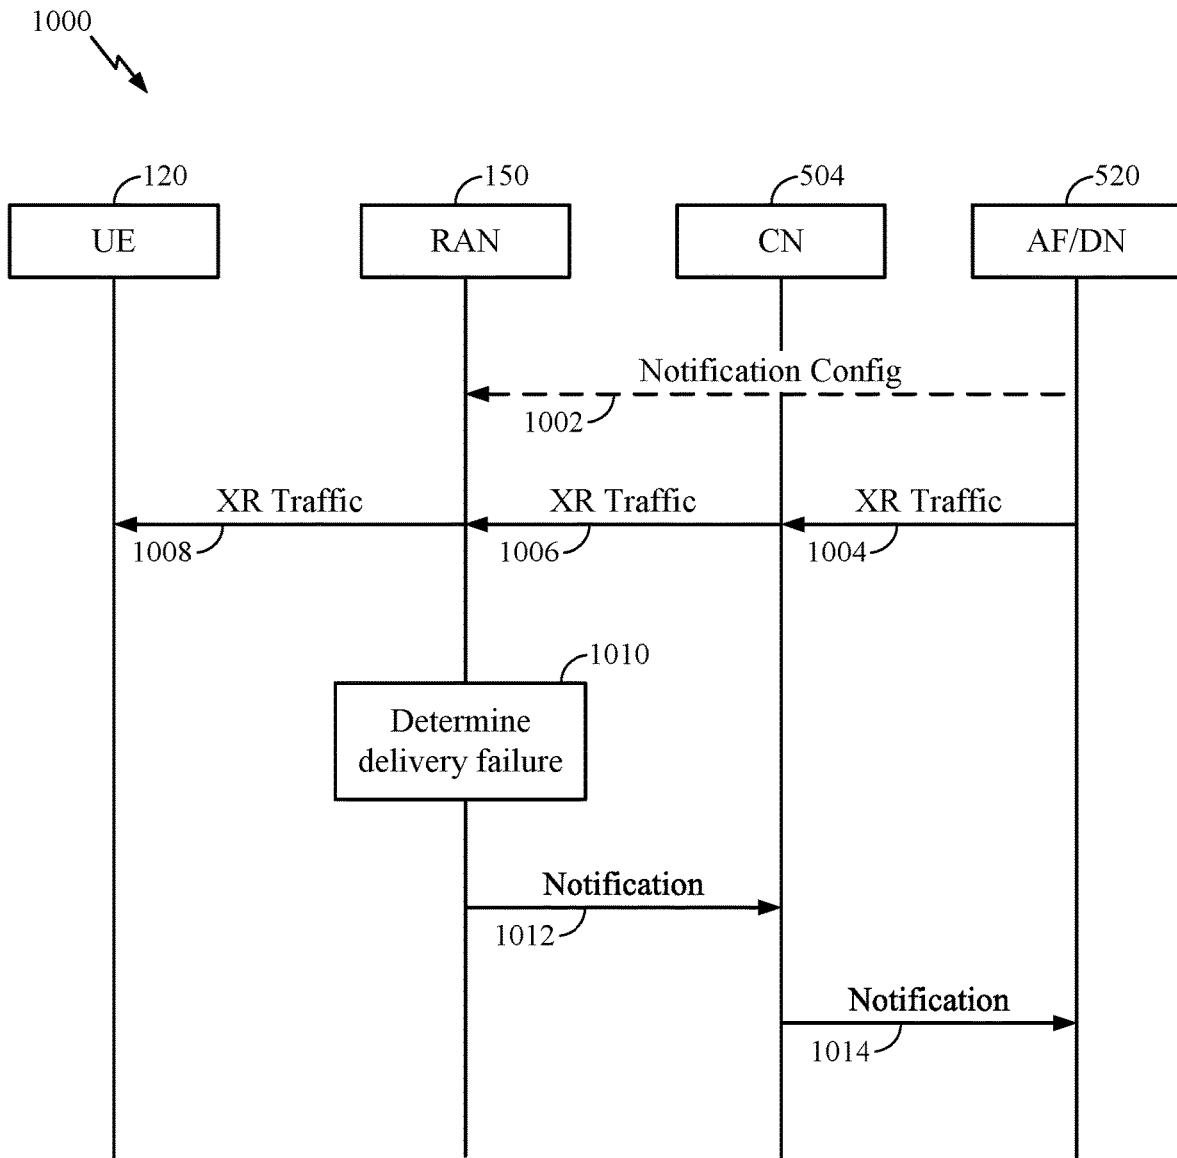 1000
120
150
504
520
UE
RAN
CN
AF/DN
Notification Config
1002
XR Traffic
XR Traffic
XR Traffic
1008
1006
1004
1010
Determine
delivery failure
Notification
1012
Notification
1014